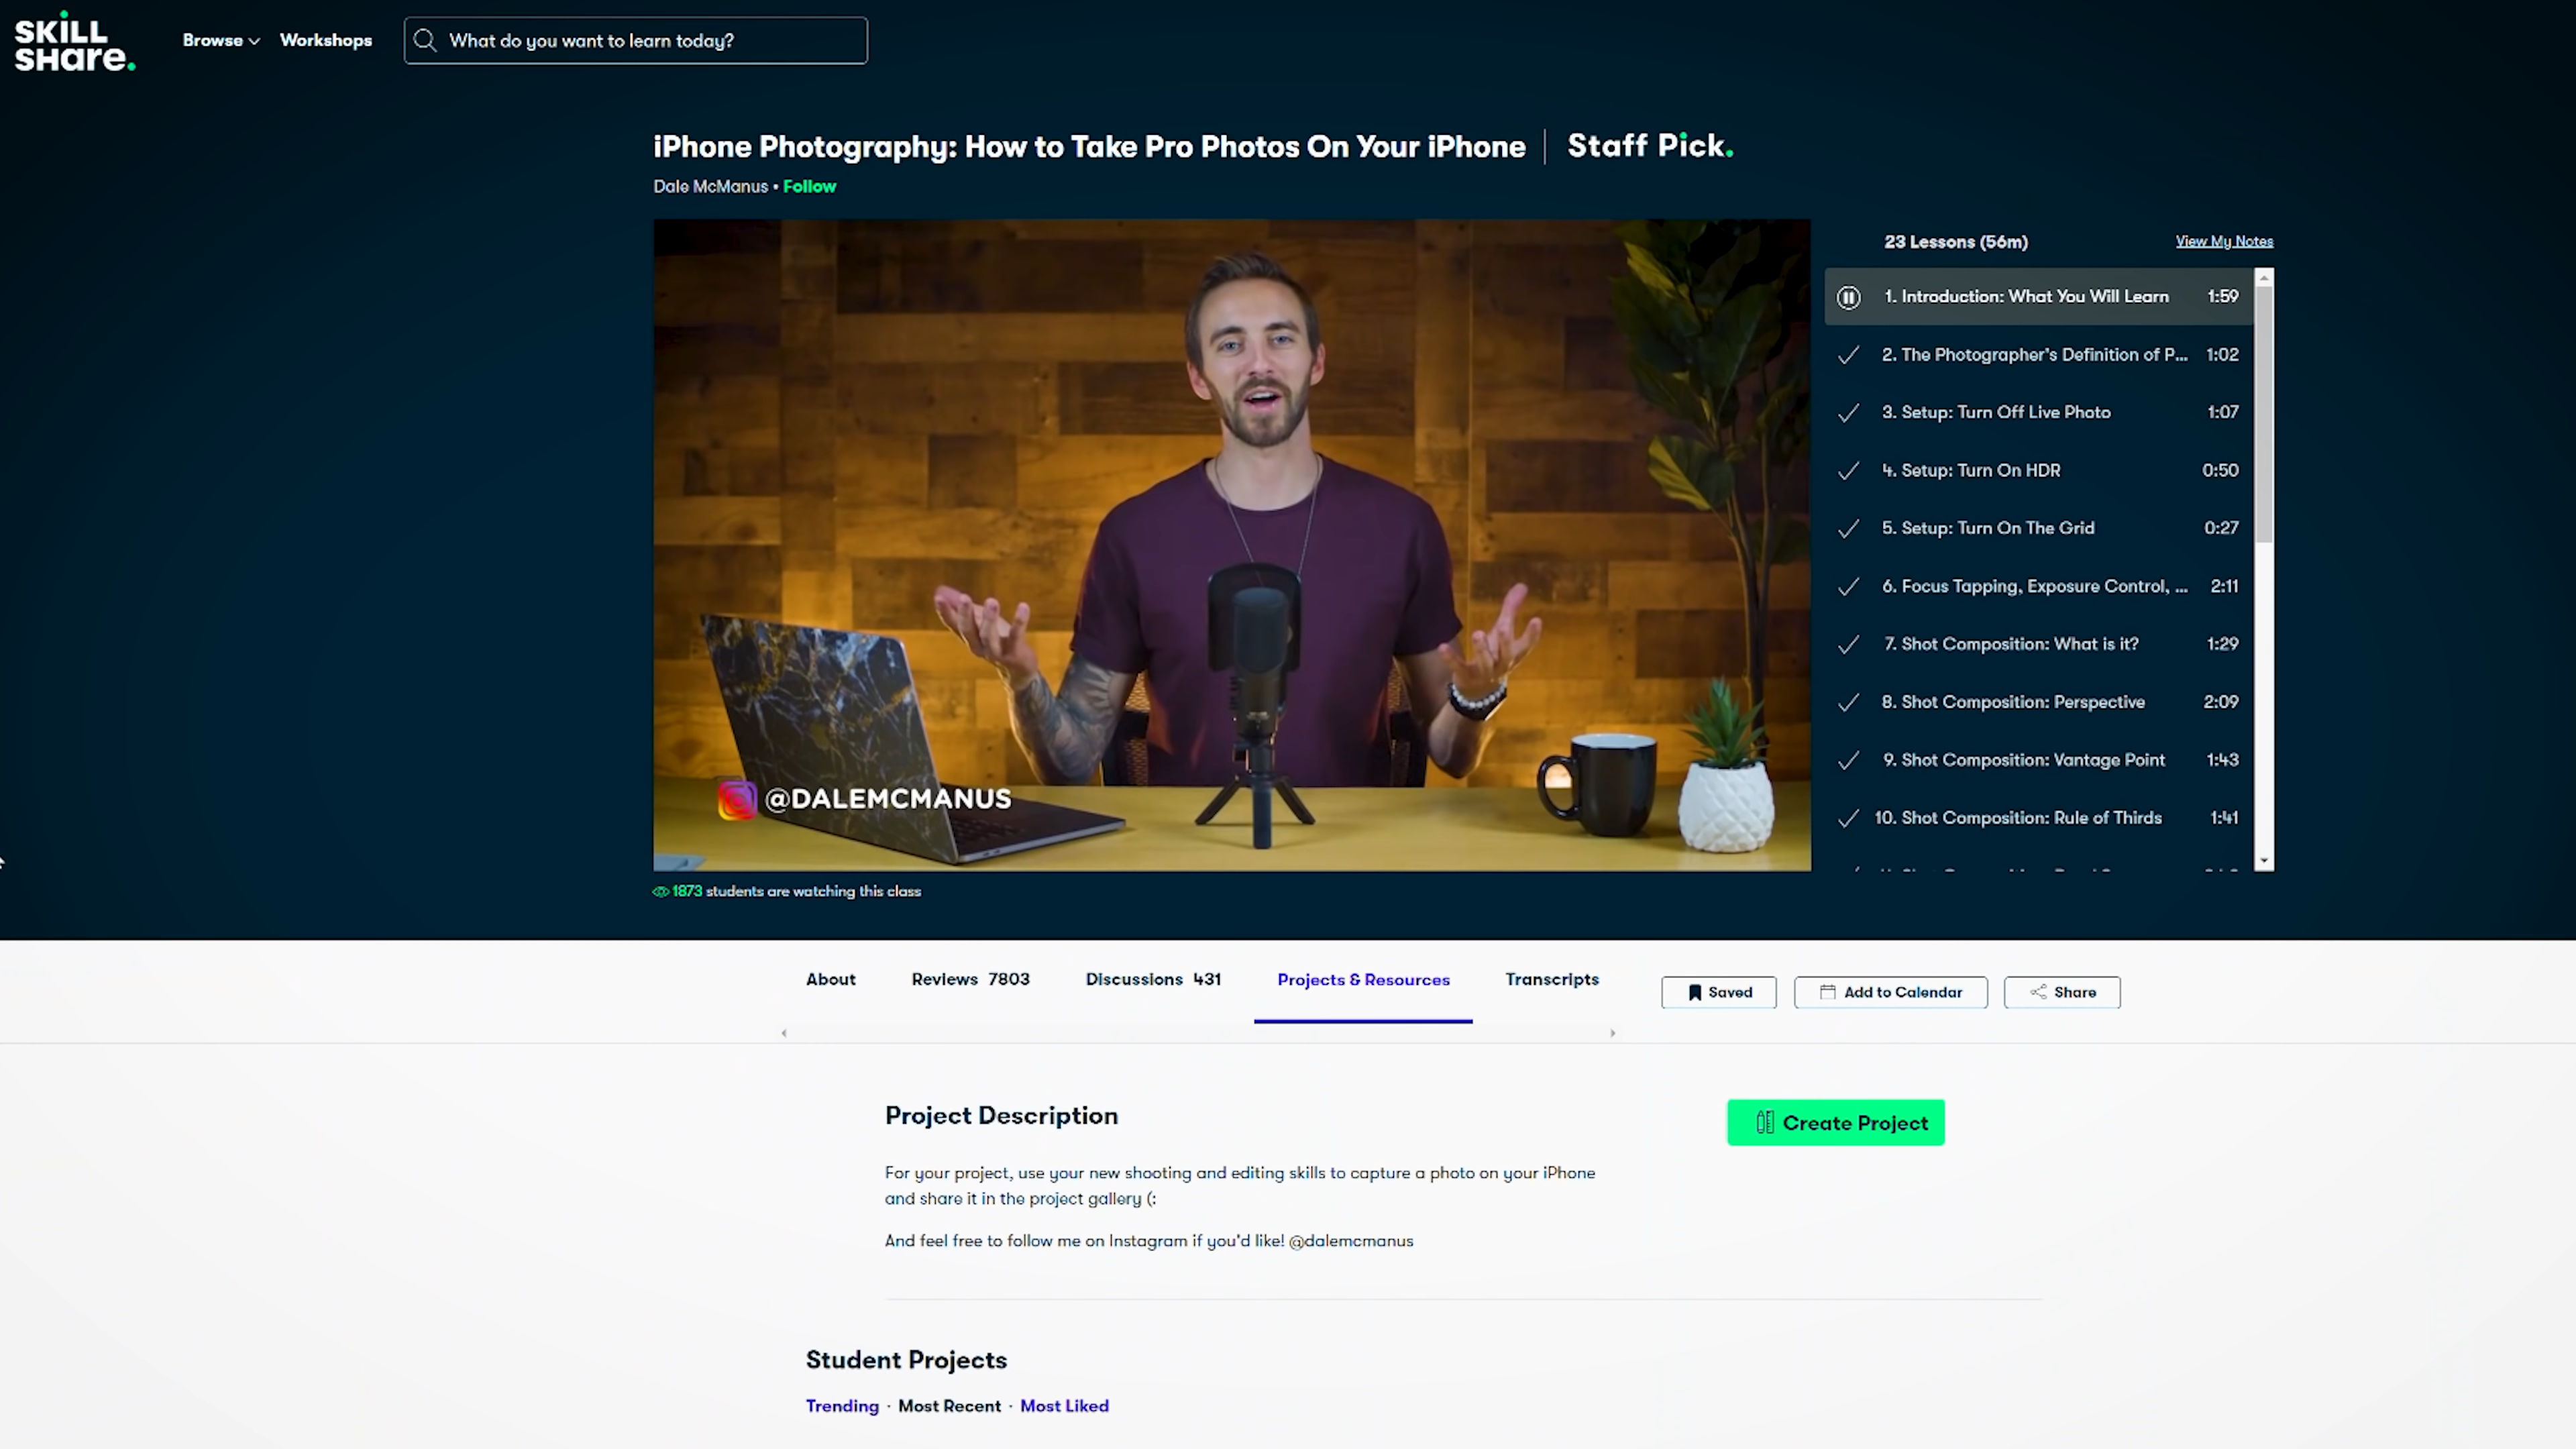 SKiLL
SHare.
Browse
Workshops
What do you want to learn today?
iPhone Photography: How to Take Pro Photos On Your iPhone
Staff Pick.
Dale McManus • Follow
23 Lessons (56m)
View My Notes
1. Introduction: What You Will Learn 1:59
2. The Photographer's Definition of P... 1:02
3. Setup: Turn Off Live Photo 1:07
4. Setup: Turn On HDR 0:50
5. Setup: Turn On The Grid 0:27
6. Focus Tapping, Exposure Control, ... 2:11
7. Shot Composition: What is it? 1:29
8. Shot Composition: Perspective 2:09
9. Shot Composition: Vantage Point 1:43
10. Shot Composition: Rule of Thirds 1:41
@DALEMCMANUS
1873 students are watching this class
About
Reviews 7803
Discussions 431
Projects & Resources
Transcripts
Saved
Add to Calendar
Share
Project Description
Create Project
For your project, use your new shooting and editing skills to capture a photo on your iPhone
and share it in the project gallery (:
And feel free to follow me on Instagram if you'd like! @dalemcmanus
Student Projects
Trending · Most Recent · Most Liked